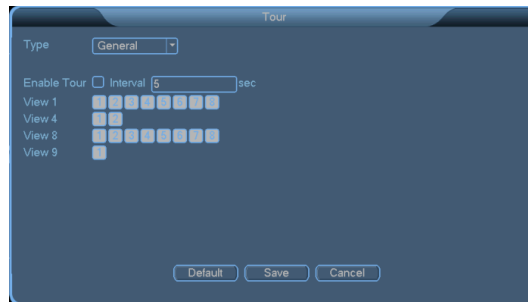 Tour
Type General
Enable Tour Interval 5 sec
View 1 1 2 3 4 5 6 7 8
View 4 1 2
View 8 1 2 3 4 5 6 7 8
View 9 1
Default Save Cancel